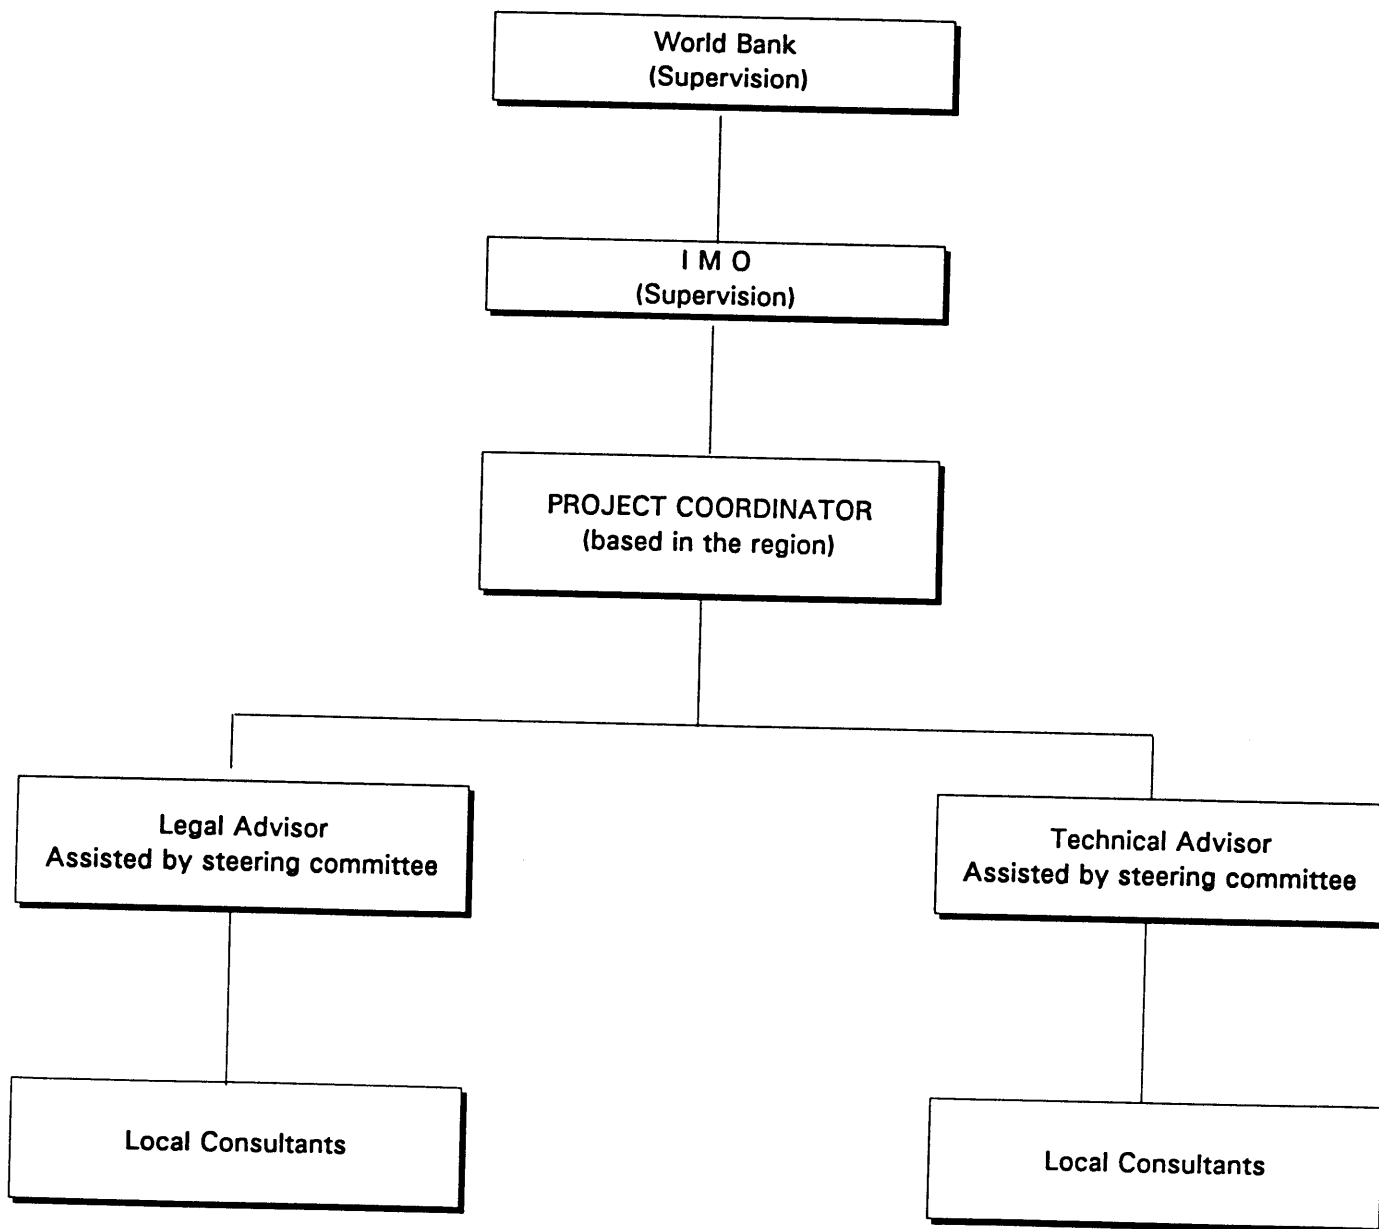 World Bank
(Supervision)
I M O
(Supervision)
PROJECT COORDINATOR
(based in the region)
Legal Advisor
Assisted by steering committee
Technical Advisor
Assisted by steering committee
Local Consultants
Local Consultants